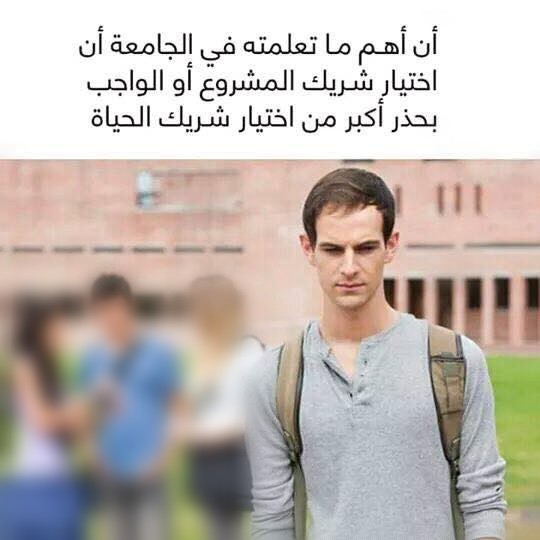 أن أهم ما تعلمته في الجامعة أن
اختيار شريك المشروع أو الواجب
بحذر أكبر من اختيار شريك الحياة